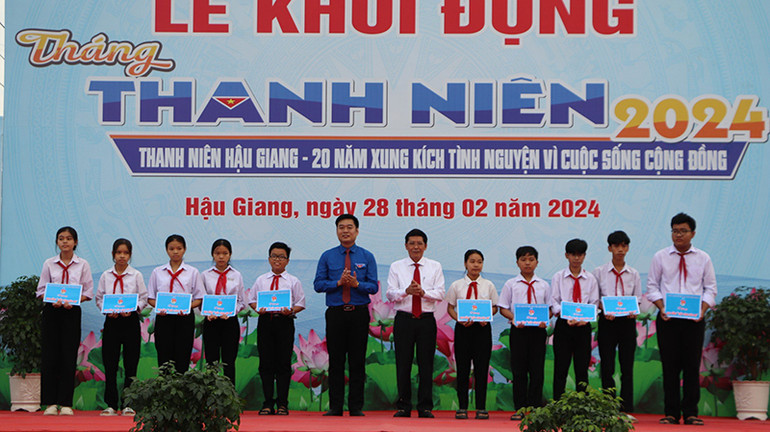 LỄ KHỞI ĐỘNG
Tháng
THANH NIÊN 2024
THANH NIÊN HẬU GIANG - 20 NĂM XUNG KÍCH TÌNH NGUYỆN VÌ CUỘC SỐNG CỘNG ĐỒNG
Hậu Giang, ngày 28 tháng 02 năm 2024